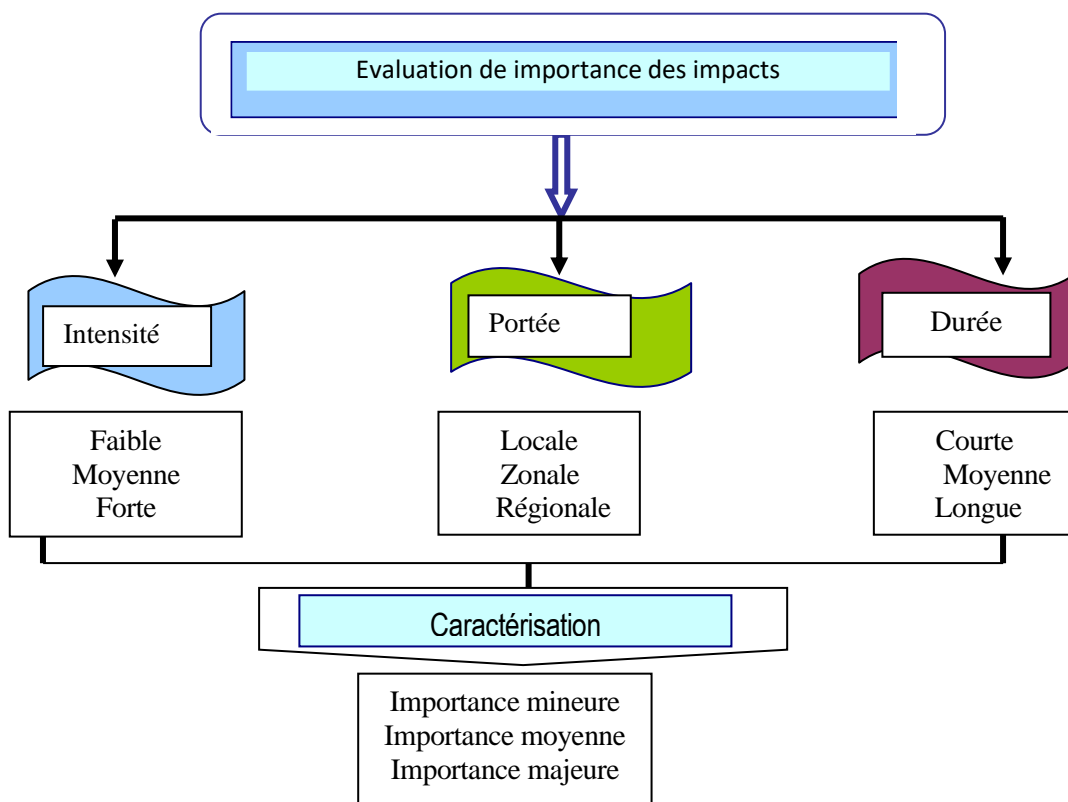 Evaluation de importance des impacts
Intensité
Portée
Durée
Faible
Moyenne
Forte
Locale
Zonale
Régionale
Courte
Moyenne
Longue
Caractérisation
Importance mineure
Importance moyenne
Importance majeure